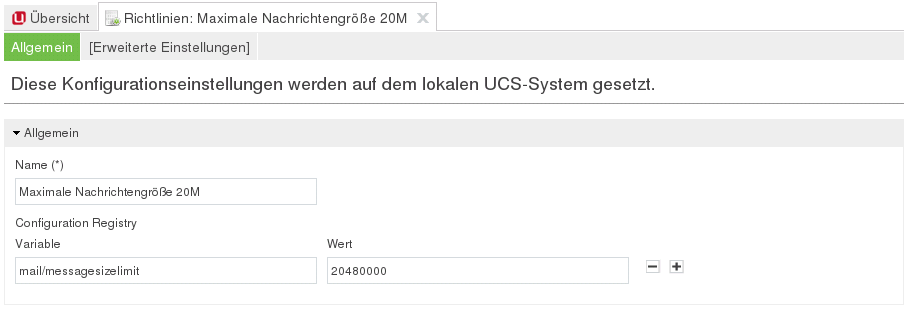 Übersicht Richtlinien: Maximale Nachrichtengröße 20M
Allgemein [Erweiterte Einstellungen]
Diese Konfigurationseinstellungen werden auf dem lokalen UCS-System gesetzt.
Allgemein
Name (*)
Maximale Nachrichtengröße 20M
Configuration Registry
Variable Wert
mail/messagesizelimit 20480000